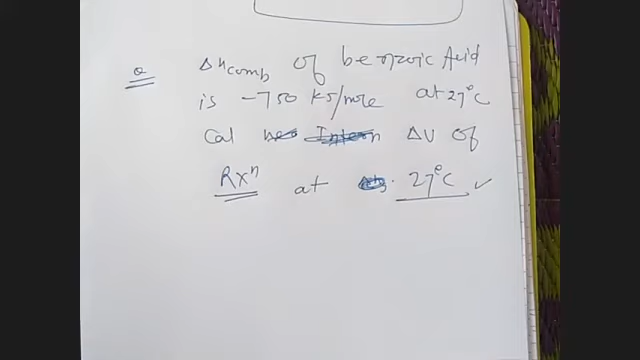 Q ΔHcomb of benzoic Acid
is -750 KJ/mole at 27°C
Cal ΔU of
Rxⁿ at 27°C ✓